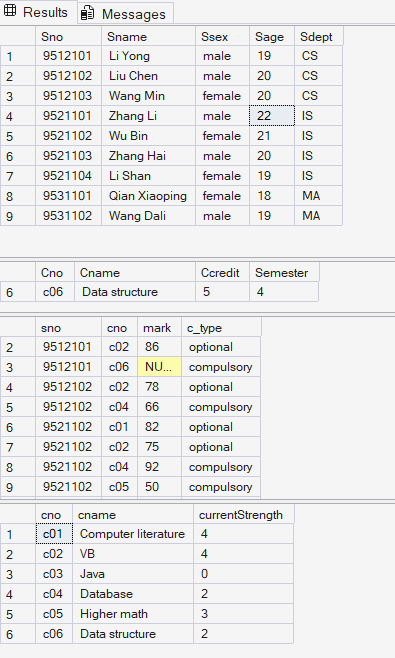 Results Messages
Sno Sname Ssex Sage Sdept
1 9512101 Li Yong male 19 CS
2 9512102 Liu Chen male 20 CS
3 9512103 Wang Min female 20 CS
4 9521101 Zhang Li male 22 IS
5 9521102 Wu Bin female 21 IS
6 9521103 Zhang Hai male 20 IS
7 9521104 Li Shan female 19 IS
8 9531101 Qian Xiaoping female 18 MA
9 9531102 Wang Dali male 19 MA
Cno Cname Ccredit Semester
6 c06 Data structure 5 4
sno cno mark c_type
2 9512101 c02 86 optional
3 9512101 c06 NU... compulsory
4 9512102 c02 78 optional
5 9512102 c04 66 compulsory
6 9521102 c01 82 optional
7 9521102 c02 75 optional
8 9521102 c04 92 compulsory
9 9521102 c05 50 compulsory
cno cname currentStrength
1 c01 Computer literature 4
2 c02 VB 4
3 c03 Java 0
4 c04 Database 2
5 c05 Higher math 3
6 c06 Data structure 2